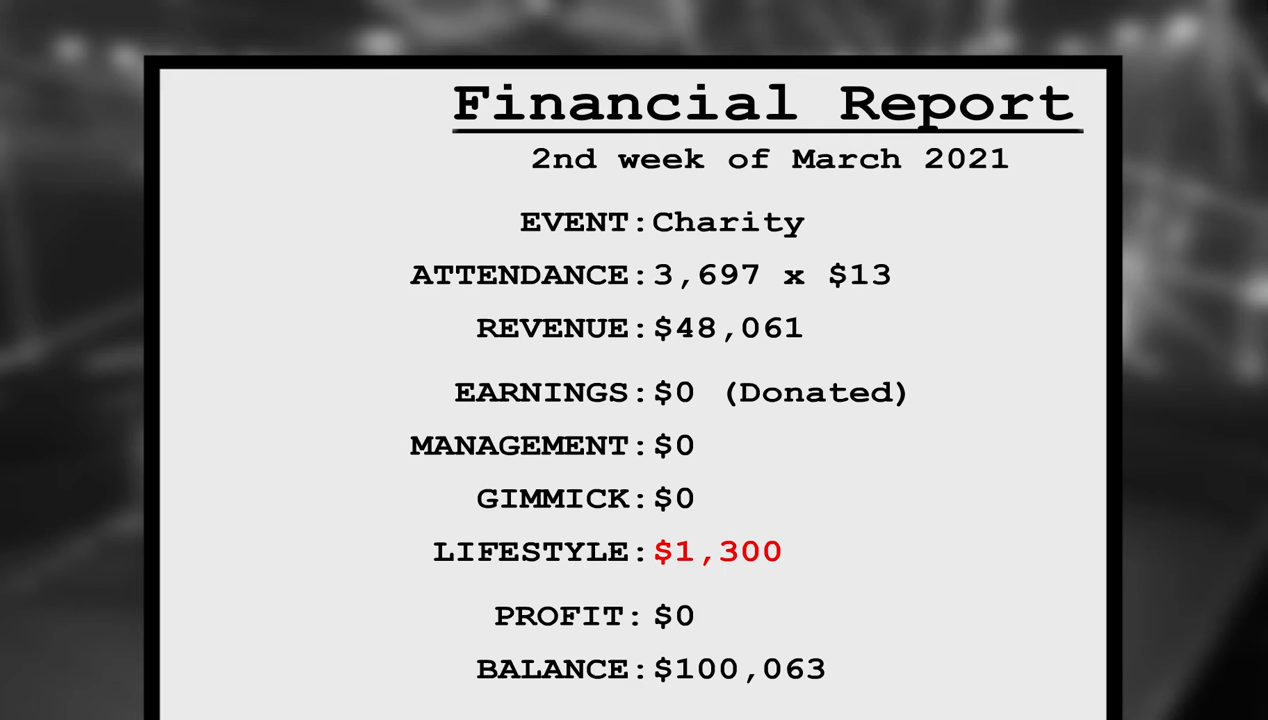 Financial Report
2nd week of March 2021
EVENT:Charity
ATTENDANCE:3,697 x $13
REVENUE:$48,061
EARNINGS:$0 (Donated)
MANAGEMENT:$0
GIMMICK:$0
LIFESTYLE:$1,300
PROFIT:$0
BALANCE:$100,063